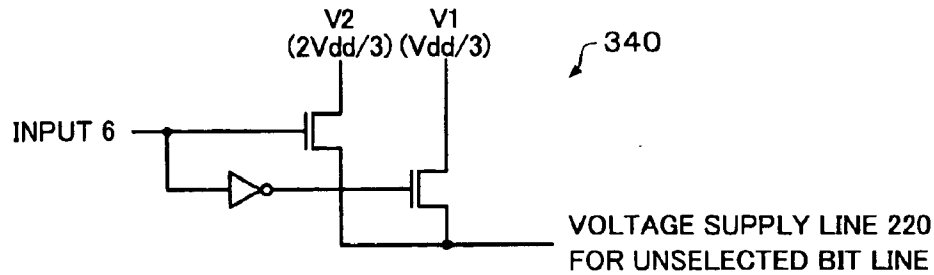 V2 V1
(2Vdd/3) (Vdd/3)
340
INPUT 6
VOLTAGE SUPPLY LINE 220
FOR UNSELECTED BIT LINE